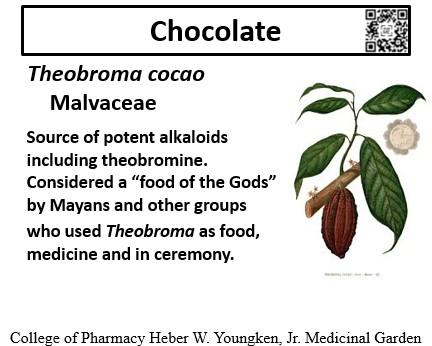 Chocolate
Theobroma cocao
Malvaceae
Source of potent alkaloids
including theobromine.
Considered a “food of the Gods”
by Mayans and other groups
who used Theobroma as food,
medicine and in ceremony.
College of Pharmacy Heber W. Youngken, Jr. Medicinal Garden